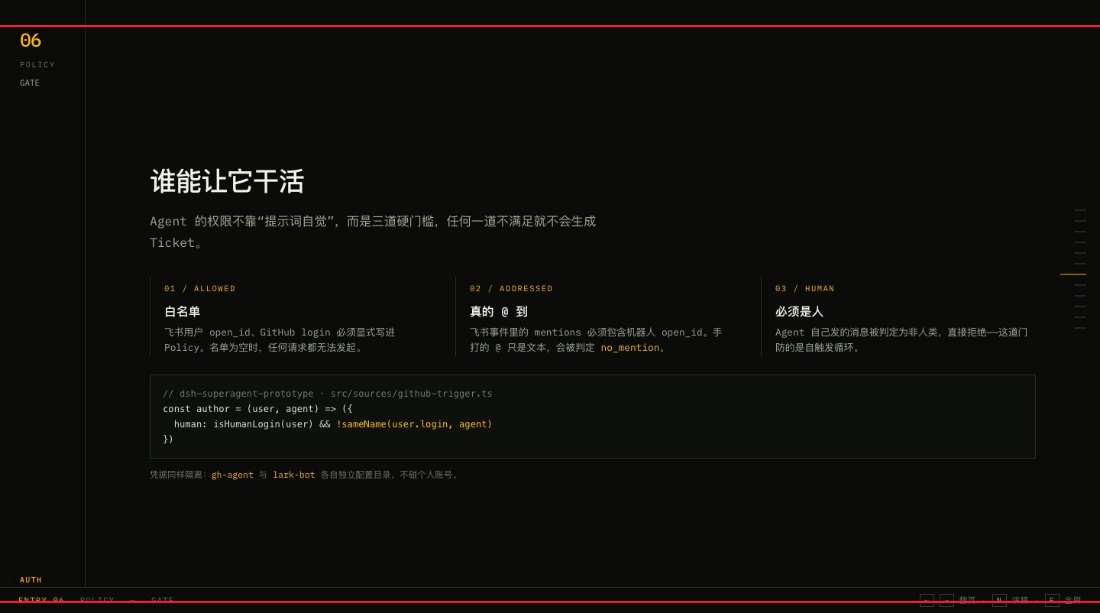 06
POLICY
GATE
谁能让它干活
Agent 的权限不靠“提示词自觉”，而是三道硬门槛，任何一道不满足就不会生成
Ticket。
01 / ALLOWED
白名单
飞书用户 open_id、GitHub login 必须显式写进
Policy。名单为空时，任何请求都无法发起。
02 / ADDRESSED
真的 @ 到
飞书事件里的 mentions 必须包含机器人 open_id。手
打的 @ 只是文本，会被判定 no_mention。
03 / HUMAN
必须是人
Agent 自己发的消息被判定为非人类，直接拒绝——这道门
防的是自触发循环。
// dsh-superagent-prototype · src/sources/github-trigger.ts
const author = (user, agent) => ({
  human: isHumanLogin(user) && !sameName(user.login, agent)
})
凭据同样隔离：gh-agent 与 lark-bot 各自独立配置目录，不碰个人账号。
AUTH
ENTRY 06 POLICY — GATE
翻页 · N 讲稿 · F 全屏